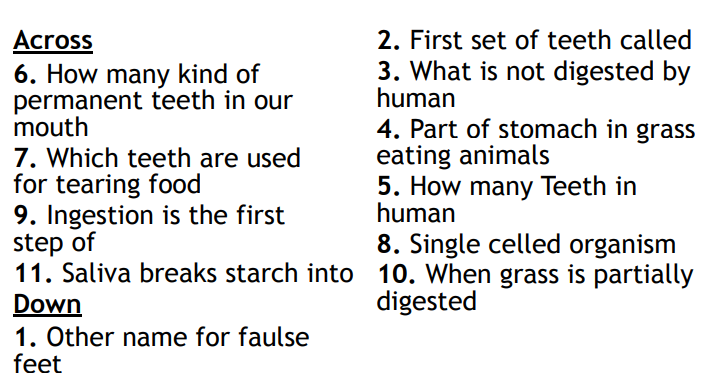 Across
6. How many kind of
permanent teeth in our
mouth
7. Which teeth are used
for tearing food
9. Ingestion is the first
step of
11. Saliva breaks starch into
Down
1. Other name for faulse
feet
2. First set of teeth called
3. What is not digested by
human
4. Part of stomach in grass
eating animals
5. How many Teeth in
human
8. Single celled organism
10. When grass is partially
digested